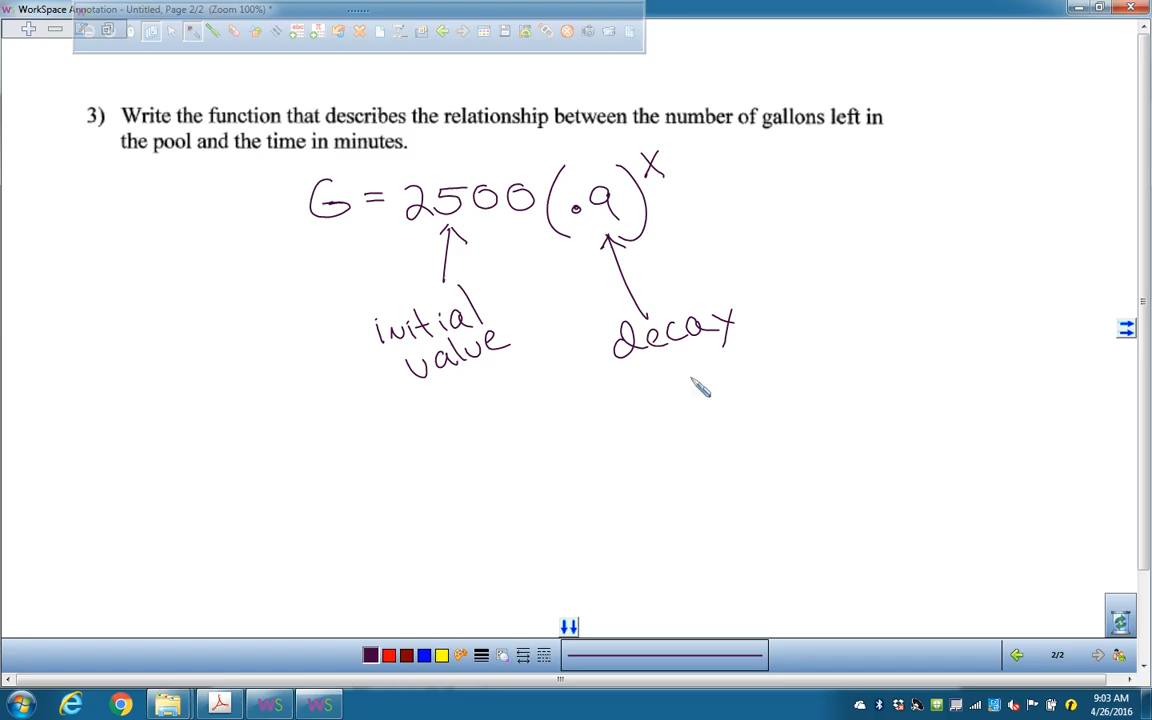 WorkSpace Annotation - Untitled, Page 2/2 (Zoom 100%) *
3) Write the function that describes the relationship between the number of gallons left in
the pool and the time in minutes.
G = 2500 (.9)^x
initial
value
decay
2/2
WS WS
9:03 AM
4/26/2016